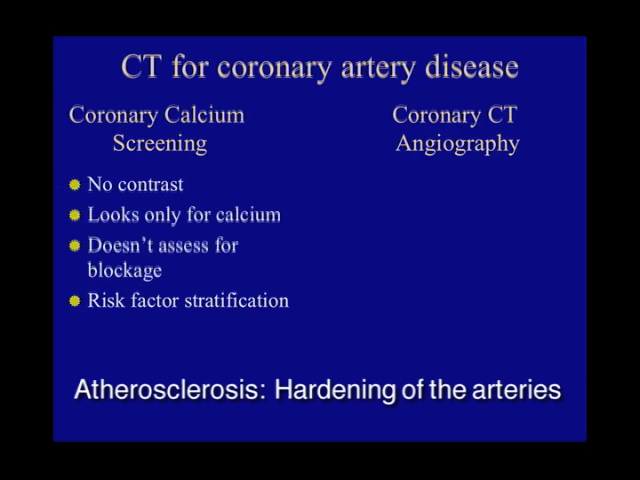 CT for coronary artery disease
Coronary Calcium
Screening
Coronary CT
Angiography
No contrast
Looks only for calcium
Doesn't assess for
blockage
Risk factor stratification
Atherosclerosis: Hardening of the arteries